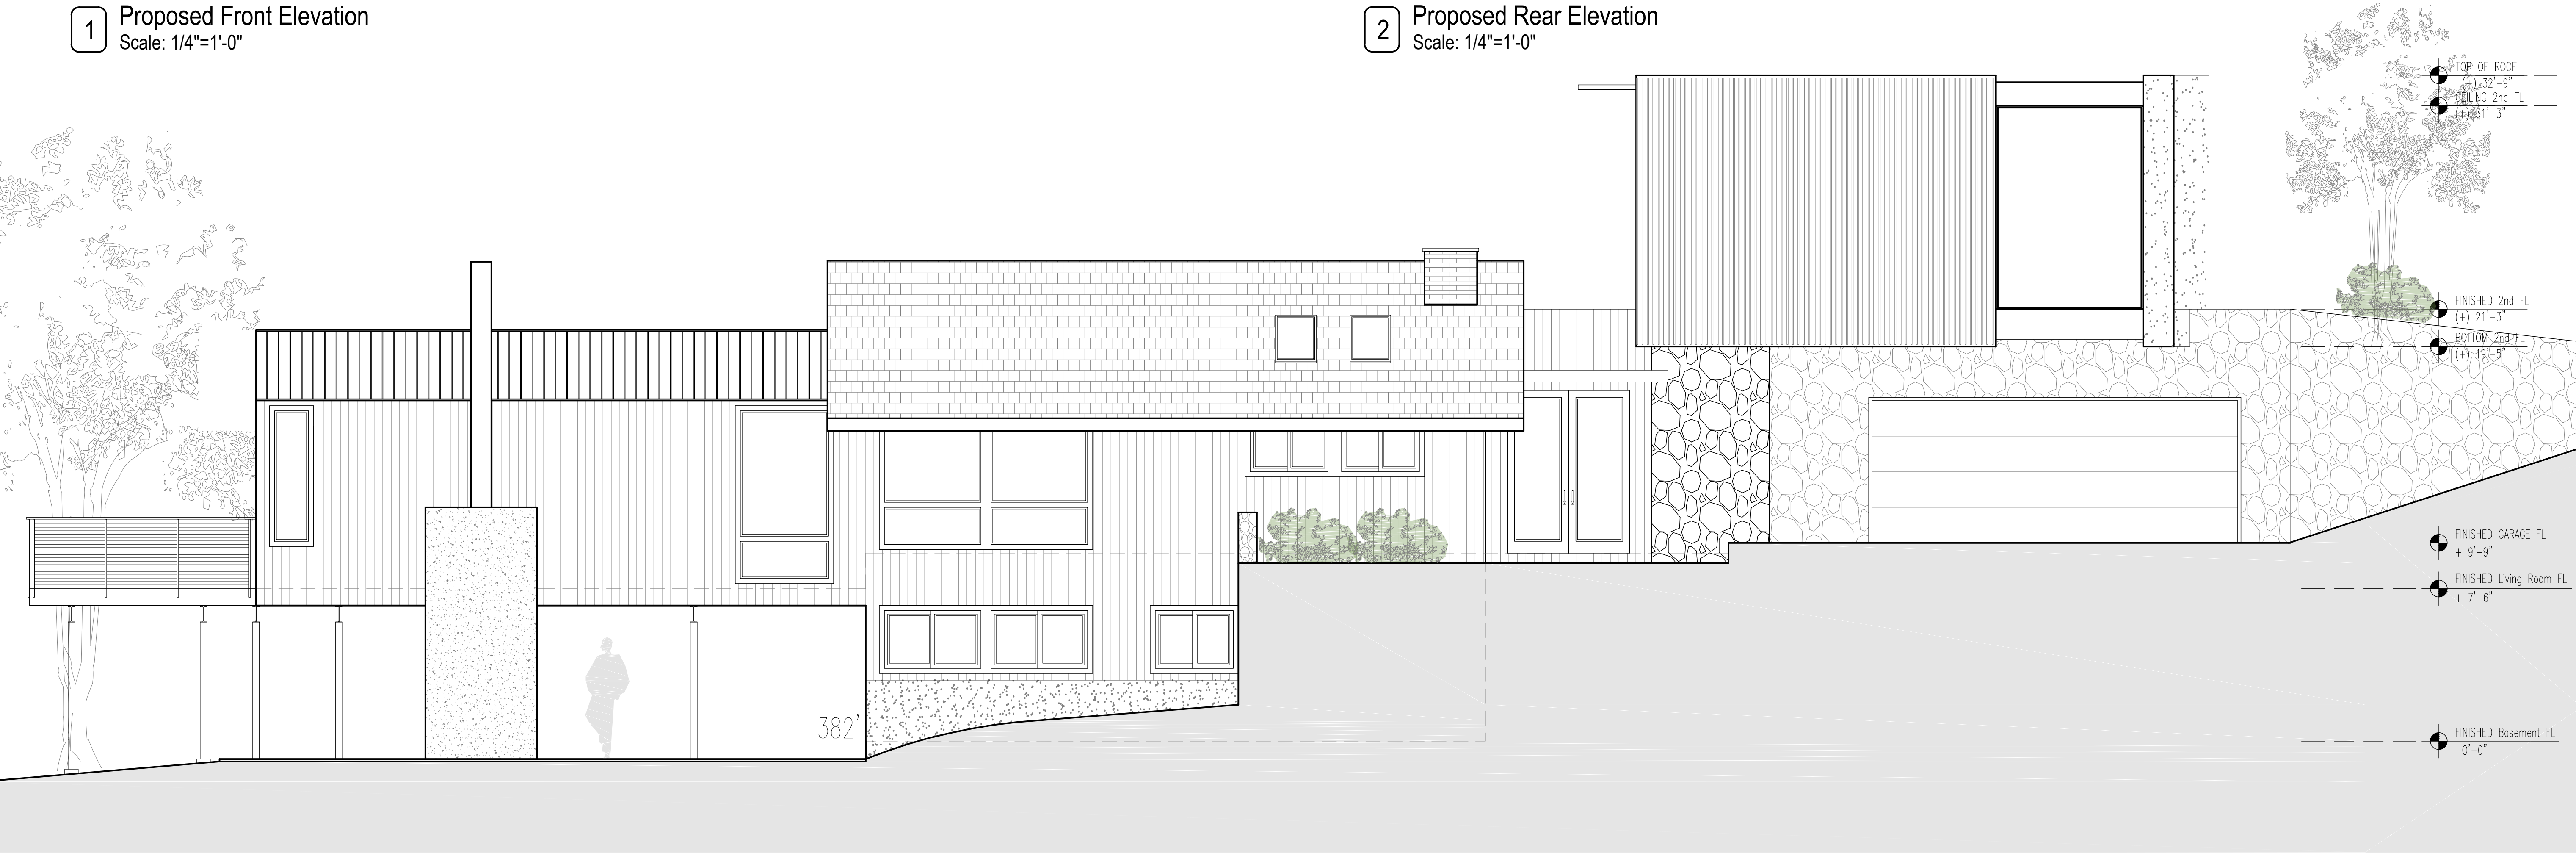 1
Proposed Front Elevation
Scale: 1/4"=1'-0"
2
Proposed Rear Elevation
Scale: 1/4"=1'-0"
TOP OF ROOF
(+) 32'-9"
CEILING 2nd FL
(+) 31'-3"
FINISHED 2nd FL
(+) 21'-3"
BOTTOM 2nd FL
(+) 19'-5"
FINISHED GARAGE FL
+ 9'-9"
FINISHED Living Room FL
+ 7'-6"
382'
FINISHED Basement FL
0'-0"